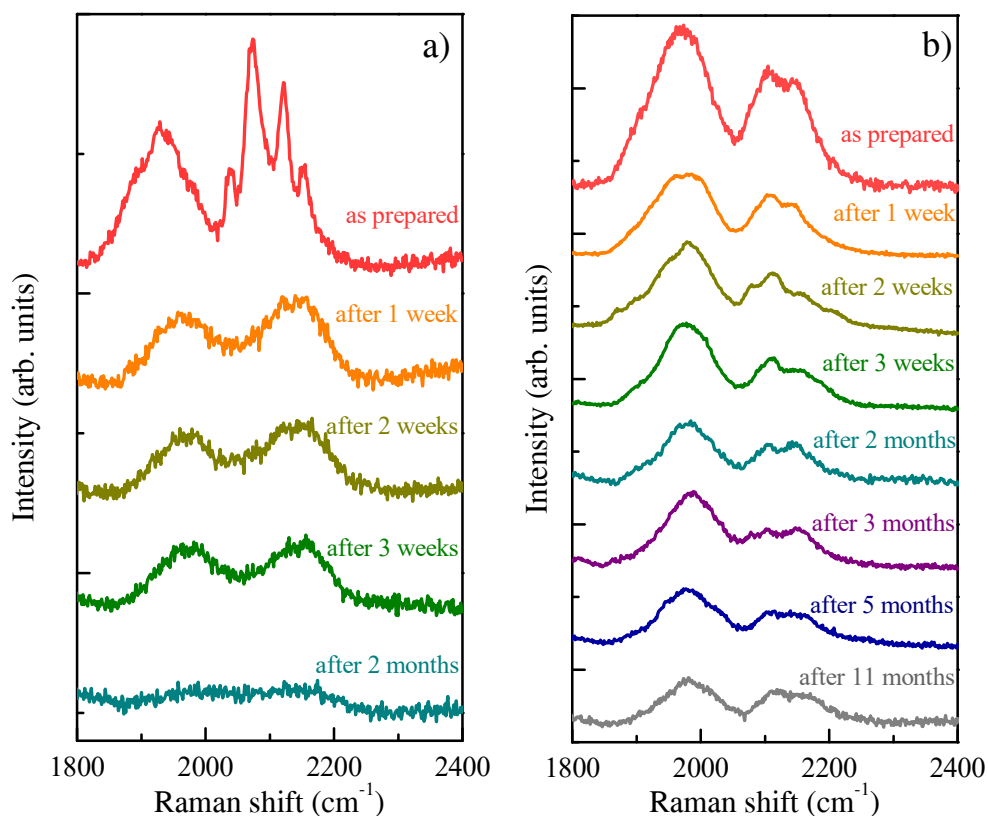 a)
as prepared
after 1 week
after 2 weeks
after 3 weeks
after 2 months
Intensity (arb. units)
1800 2000 2200 2400
Raman shift (cm⁻¹)
b)
as prepared
after 1 week
after 2 weeks
after 3 weeks
after 2 months
after 3 months
after 5 months
after 11 months
Intensity (arb. units)
1800 2000 2200 2400
Raman shift (cm⁻¹)